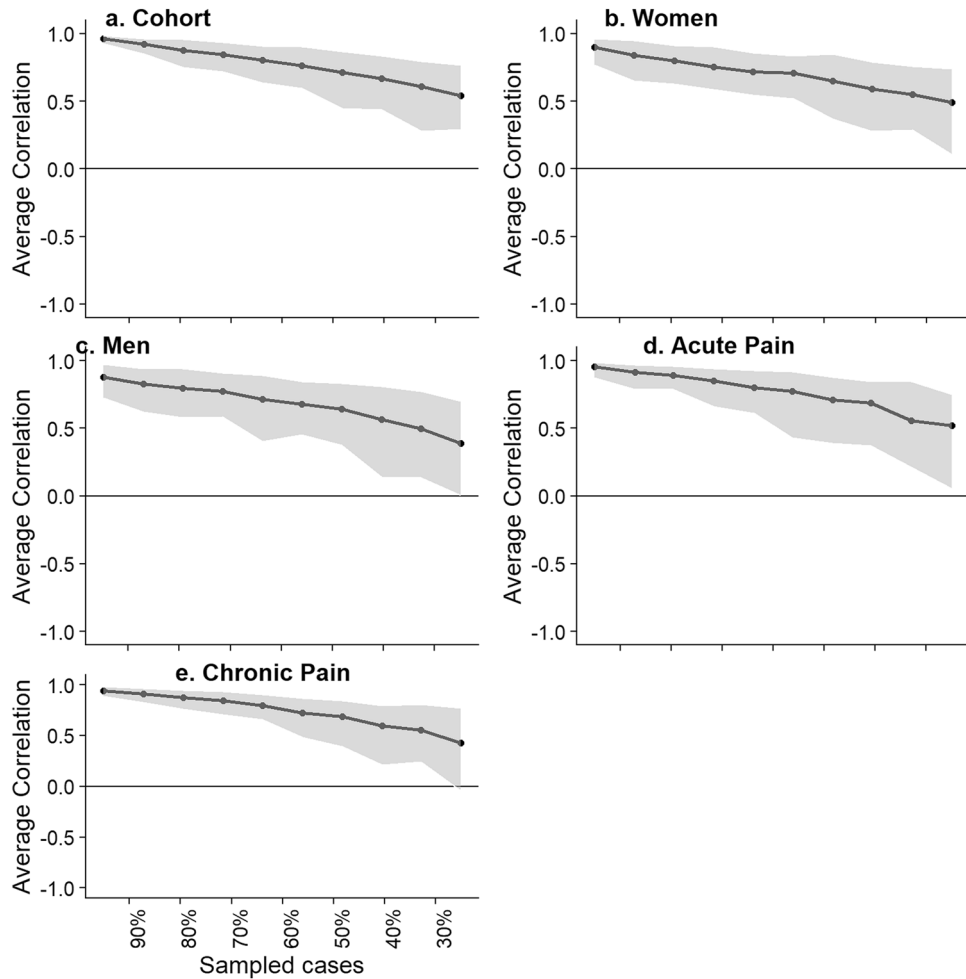 a. Cohort
1.0
0.5
0.0
-0.5
-1.0
Average Correlation
b. Women
1.0
0.5
0.0
-0.5
-1.0
Average Correlation
c. Men
1.0
0.5
0.0
-0.5
-1.0
Average Correlation
d. Acute Pain
1.0
0.5
0.0
-0.5
-1.0
Average Correlation
e. Chronic Pain
1.0
0.5
0.0
-0.5
-1.0
Average Correlation
90%
80%
70%
60%
50%
40%
30%
Sampled cases